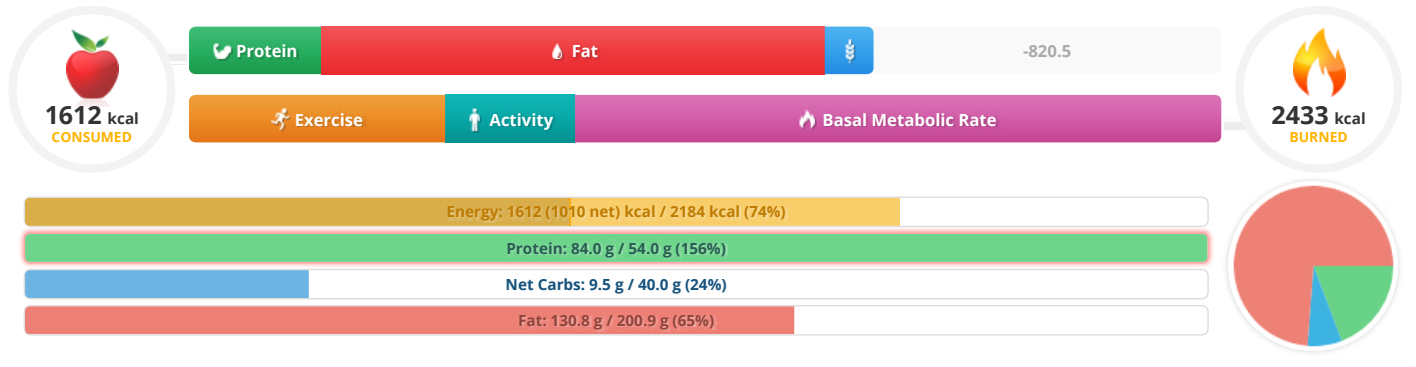 Protein
Fat
-820.5
1612 kcal
CONSUMED
2433 kcal
BURNED
Exercise
Activity
Basal Metabolic Rate
Energy: 1612 (1010 net) kcal / 2184 kcal (74%)
Protein: 84.0 g / 54.0 g (156%)
Net Carbs: 9.5 g / 40.0 g (24%)
Fat: 130.8 g / 200.9 g (65%)